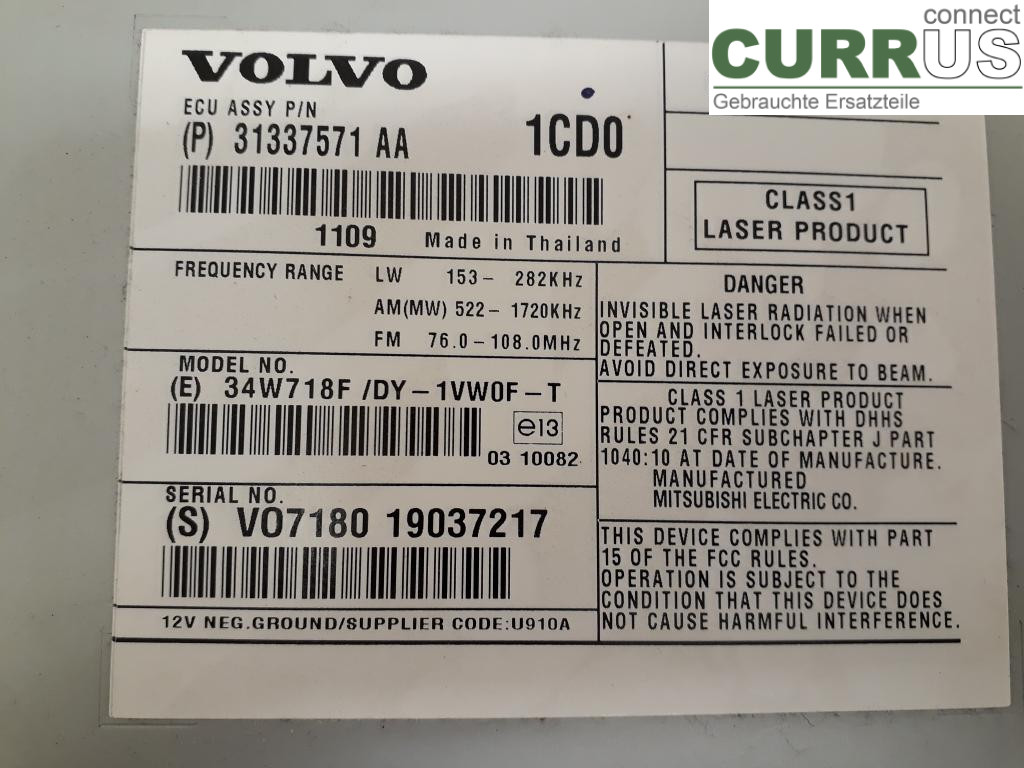 connect
CURRUS
Gebrauchte Ersatzteile
VOLVO
ECU ASSY P/N
(P) 31337571 AA 1CD0
1109 Made in Thailand
CLASS1
LASER PRODUCT
FREQUENCY RANGE LW 153– 282KHz
AM(MW) 522– 1720KHz
FM 76.0–108.0MHz
MODEL NO.
(E) 34W718F /DY–1VW0F–T
e13
03 10082
SERIAL NO.
(S) VO7180 19037217
12V NEG.GROUND/SUPPLIER CODE:U910A
DANGER
INVISIBLE LASER RADIATION WHEN
OPEN AND INTERLOCK FAILED OR
DEFEATED.
AVOID DIRECT EXPOSURE TO BEAM.
CLASS 1 LASER PRODUCT
PRODUCT COMPLIES WITH DHHS
RULES 21 CFR SUBCHAPTER J PART
1040:10 AT DATE OF MANUFACTURE.
MANUFACTURED
MITSUBISHI ELECTRIC CO.
THIS DEVICE COMPLIES WITH PART
15 OF THE FCC RULES.
OPERATION IS SUBJECT TO THE
CONDITION THAT THIS DEVICE DOES
NOT CAUSE HARMFUL INTERFERENCE.